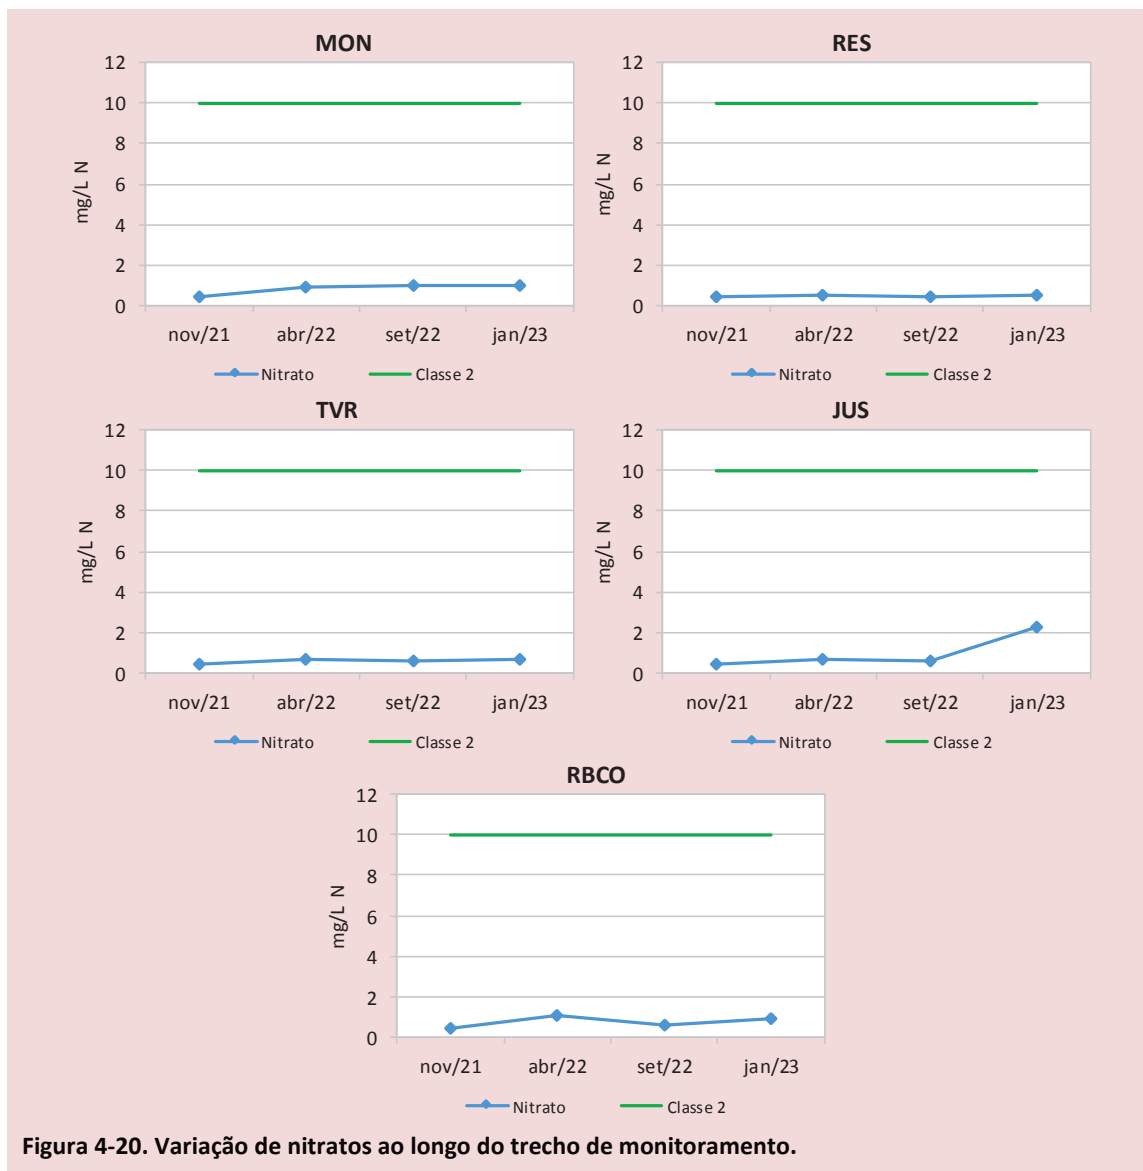 MON
12
10
8
6
4
2
0
mg/L N
nov/21 abr/22 set/22 jan/23
Nitrato Classe 2
RES
12
10
8
6
4
2
0
mg/L N
nov/21 abr/22 set/22 jan/23
Nitrato Classe 2
TVR
12
10
8
6
4
2
0
mg/L N
nov/21 abr/22 set/22 jan/23
Nitrato Classe 2
JUS
12
10
8
6
4
2
0
mg/L N
nov/21 abr/22 set/22 jan/23
Nitrato Classe 2
RBCO
12
10
8
6
4
2
0
mg/L N
nov/21 abr/22 set/22 jan/23
Nitrato Classe 2
Figura 4-20. Variação de nitratos ao longo do trecho de monitoramento.